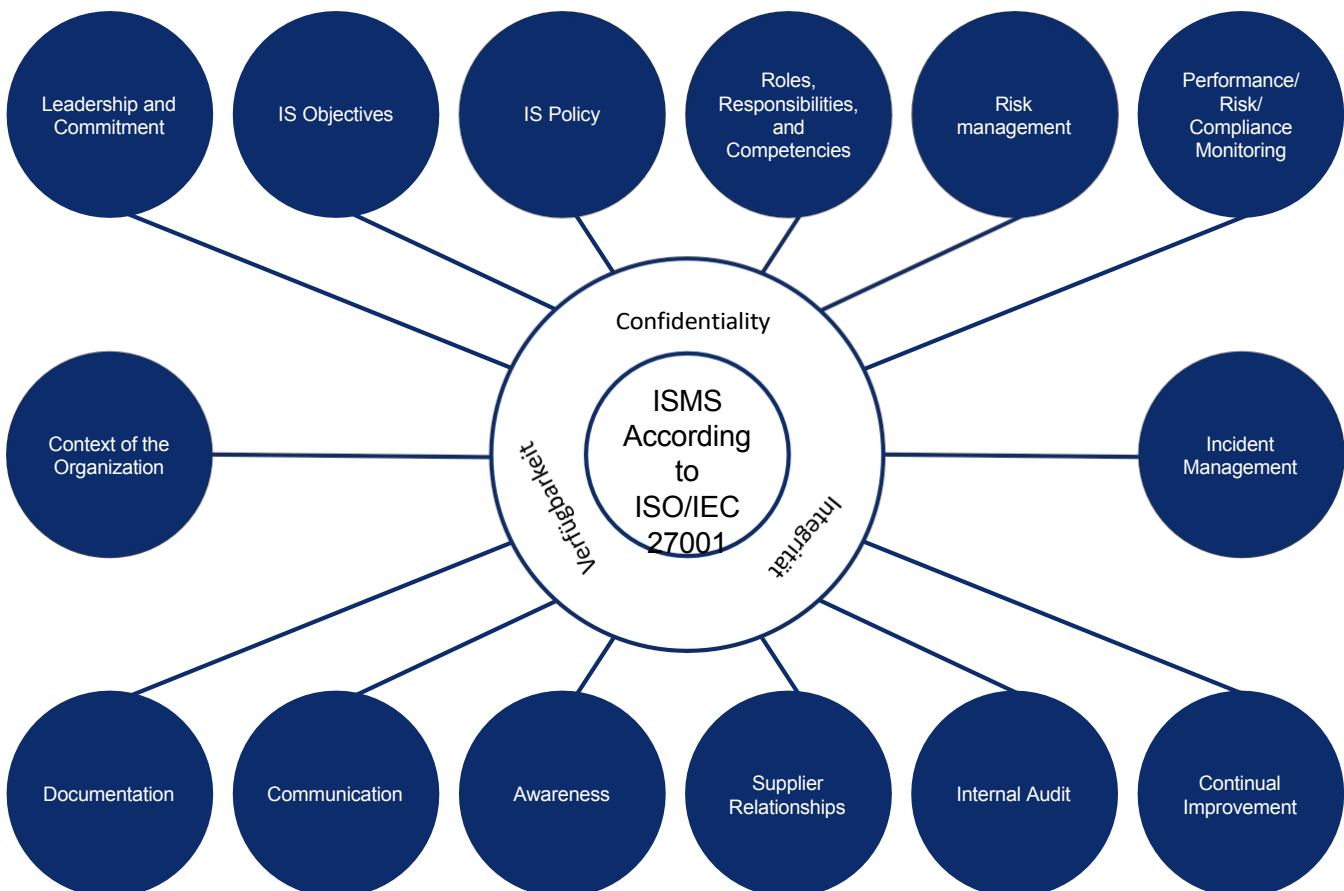 Leadership and
Commitment
IS Objectives
IS Policy
Roles,
Responsibilities,
and
Competencies
Risk
management
Performance/
Risk/
Compliance
Monitoring
Confidentiality
ISMS
According
to
ISO/IEC
27001
Verfügbarkeit
Integrität
Context of the
Organization
Incident
Management
Documentation
Communication
Awareness
Supplier
Relationships
Internal Audit
Continual
Improvement